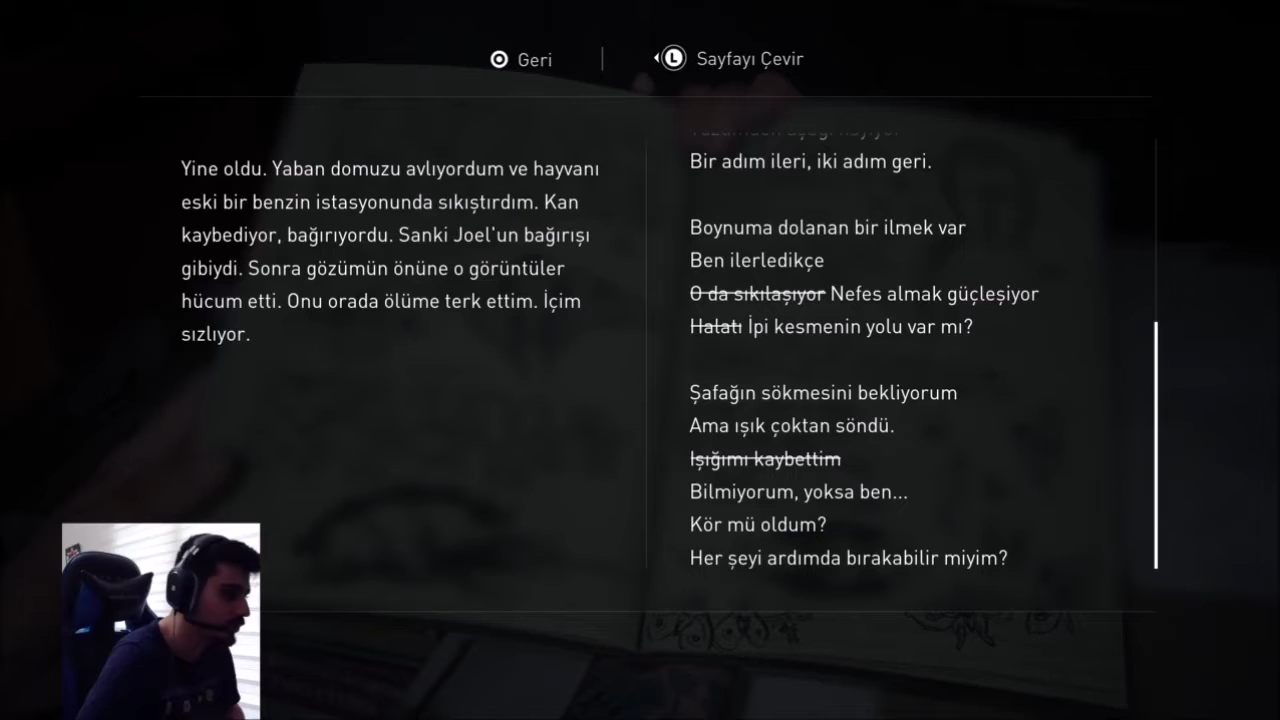 Geri
L Sayfayı Çevir
Yine oldu. Yaban domuzu avlıyordum ve hayvanı
eski bir benzin istasyonunda sıkıştırdım. Kan
kaybediyor, bağırıyordu. Sanki Joel'un bağırışı
gibiydi. Sonra gözümün önüne o görüntüler
hücum etti. Onu orada ölüme terk ettim. İçim
sızlıyor.
Bir adım ileri, iki adım geri.
Boynuma dolanan bir ilmek var
Ben ilerledikçe
O da sıkılaşıyor Nefes almak güçleşiyor
Halatı İpi kesmenin yolu var mı?
Şafağın sökmesini bekliyorum
Ama ışık çoktan söndü.
Işığımı kaybettim
Bilmiyorum, yoksa ben...
Kör mü oldum?
Her şeyi ardımda bırakabilir miyim?